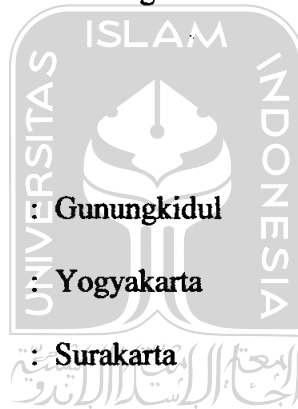 ISLAM
UNIVERSITAS
INDONESIA
: Gunungkidul
: Yogyakarta
: Surakarta